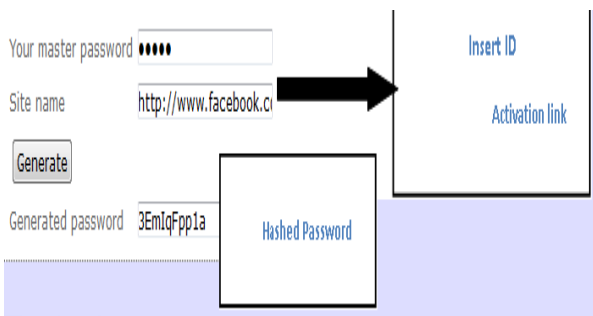 Your master password •••••
Site name http://www.facebook.c
Generate
Generated password 3EmIqFpp1a
Insert ID
Activation link
Hashed Password